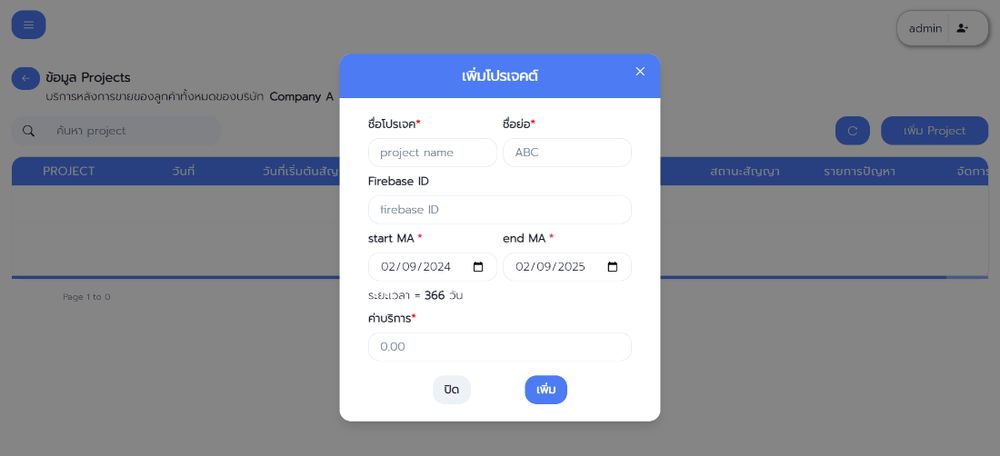 admin
เพิ่มโปรเจคต์
ข้อมูล Projects
บริการหลังการขายของลูกค้าทั้งหมดของบริษัท Company A
ค้นหา project
เพิ่ม Project
PROJECT วันที่ วันที่เริ่มต้นสัญ สถานะสัญญา รายการปัญหา จัดการ
ชื่อโปรเจค* ชื่อย่อ*
project name ABC
Firebase ID
firebase ID
start MA * end MA *
02/09/2024 02/09/2025
ระยะเวลา = 366 วัน
Page 1 to 0
ค่าบริการ*
0.00
ปิด เพิ่ม